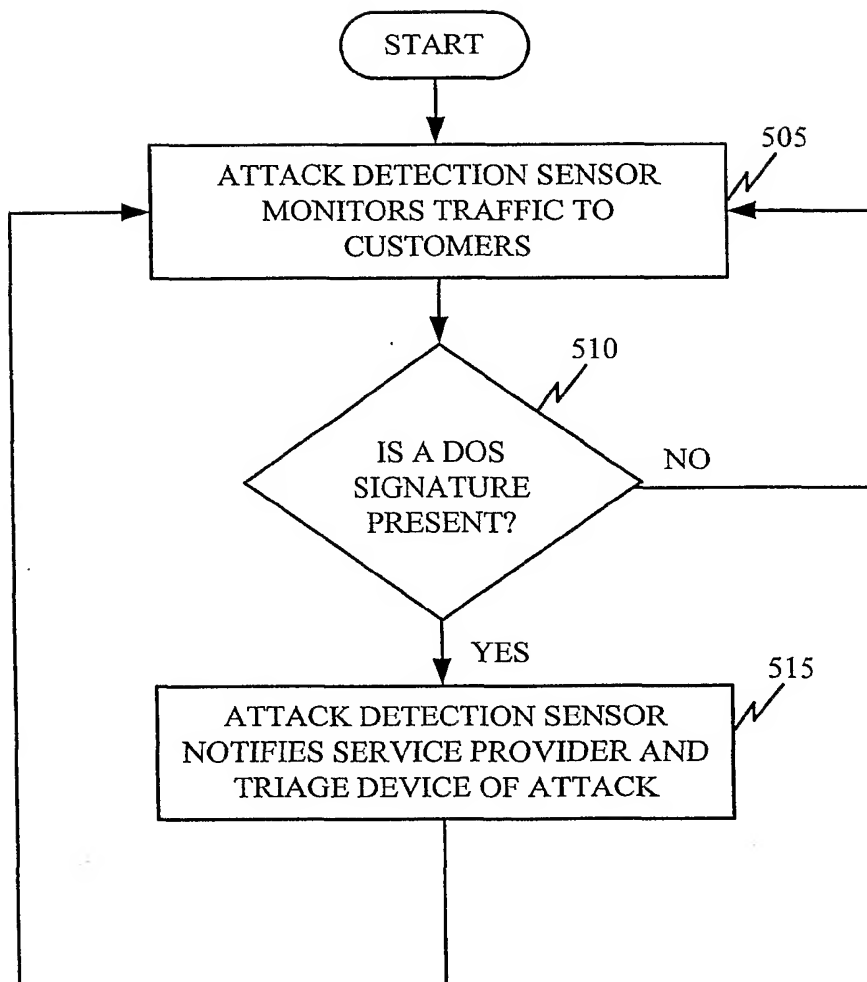 START
505
ATTACK DETECTION SENSOR
MONITORS TRAFFIC TO
CUSTOMERS
510
IS A DOS
SIGNATURE
PRESENT?
NO
YES
515
ATTACK DETECTION SENSOR
NOTIFIES SERVICE PROVIDER AND
TRIAGE DEVICE OF ATTACK